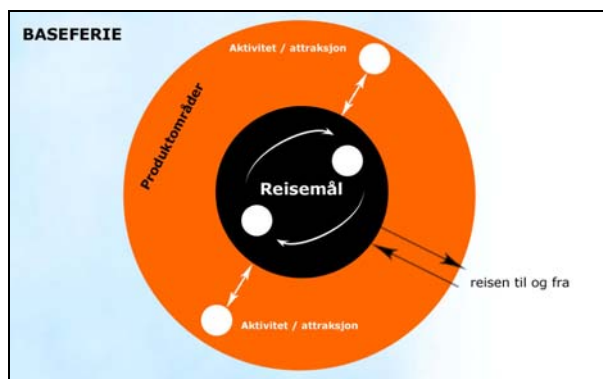 BASEFERIE
Aktivitet / attraksjon
Produktområder
Reisemål
reisen til og fra
Aktivitet / attraksjon